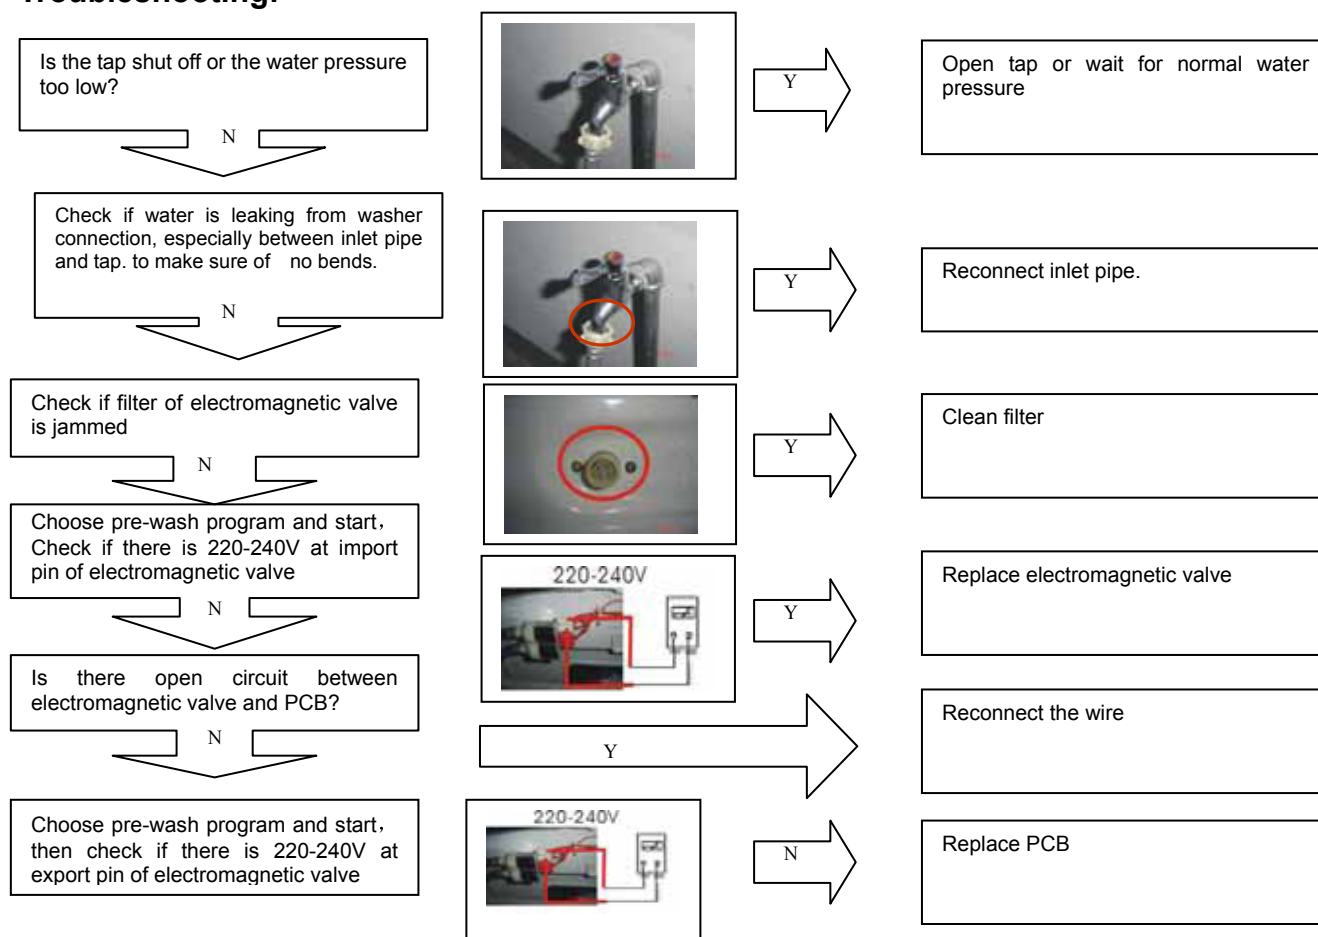 Troubleshooting:
Is the tap shut off or the water pressure
too low?
N
Y
Open tap or wait for normal water
pressure
Check if water is leaking from washer
connection, especially between inlet pipe
and tap. to make sure of no bends.
N
Y
Reconnect inlet pipe.
Check if filter of electromagnetic valve
is jammed
N
Y
Clean filter
Choose pre-wash program and start，
Check if there is 220-240V at import
pin of electromagnetic valve
N
220-240V
Y
Replace electromagnetic valve
Is there open circuit between
electromagnetic valve and PCB?
N
Y
Reconnect the wire
Choose pre-wash program and start，
then check if there is 220-240V at
export pin of electromagnetic valve
220-240V
N
Replace PCB